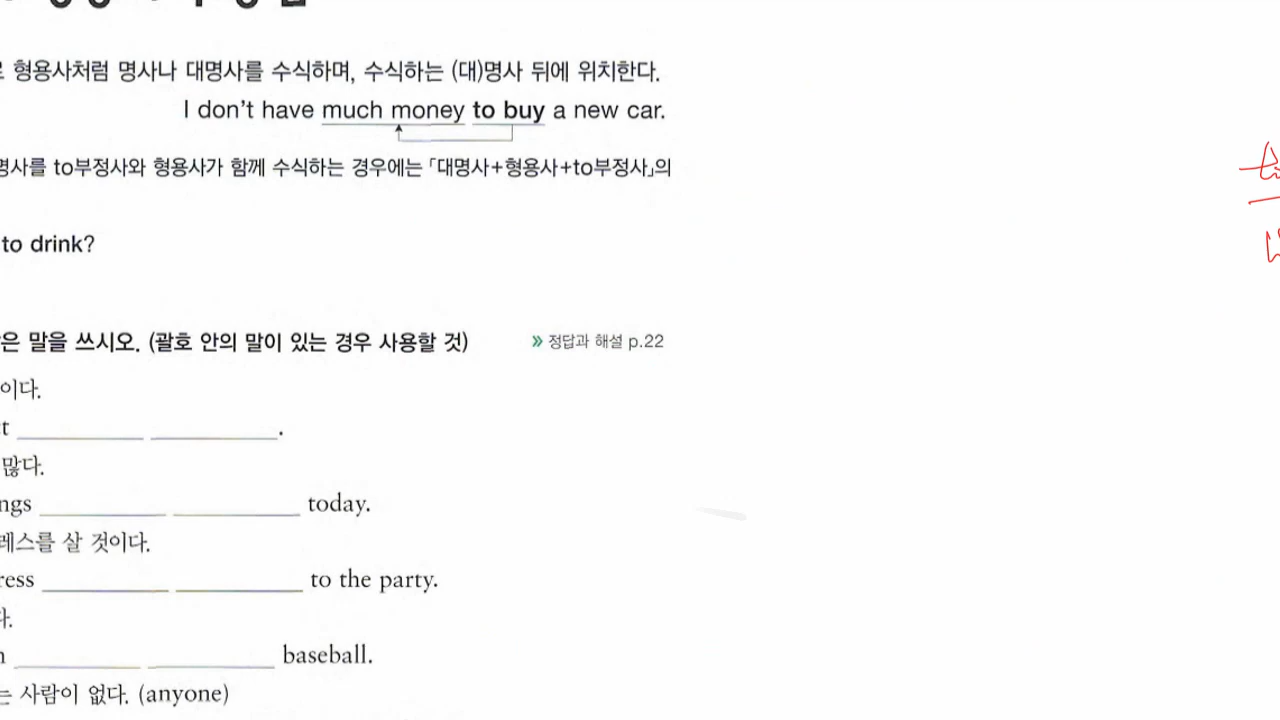 형용사처럼 명사나 대명사를 수식하며, 수식하는 (대)명사 뒤에 위치한다.
I don't have much money to buy a new car.
명사를 to부정사와 형용사가 함께 수식하는 경우에는 「대명사+형용사+to부정사」의
to drink?
은 말을 쓰시오. (괄호 안의 말이 있는 경우 사용할 것) » 정답과 해설 p.22
이다.
t ________ ________.
많다.
ngs ________ ________ today.
레스를 살 것이다.
ress ________ ________ to the party.
다.
________ ________ baseball.
는 사람이 없다. (anyone)